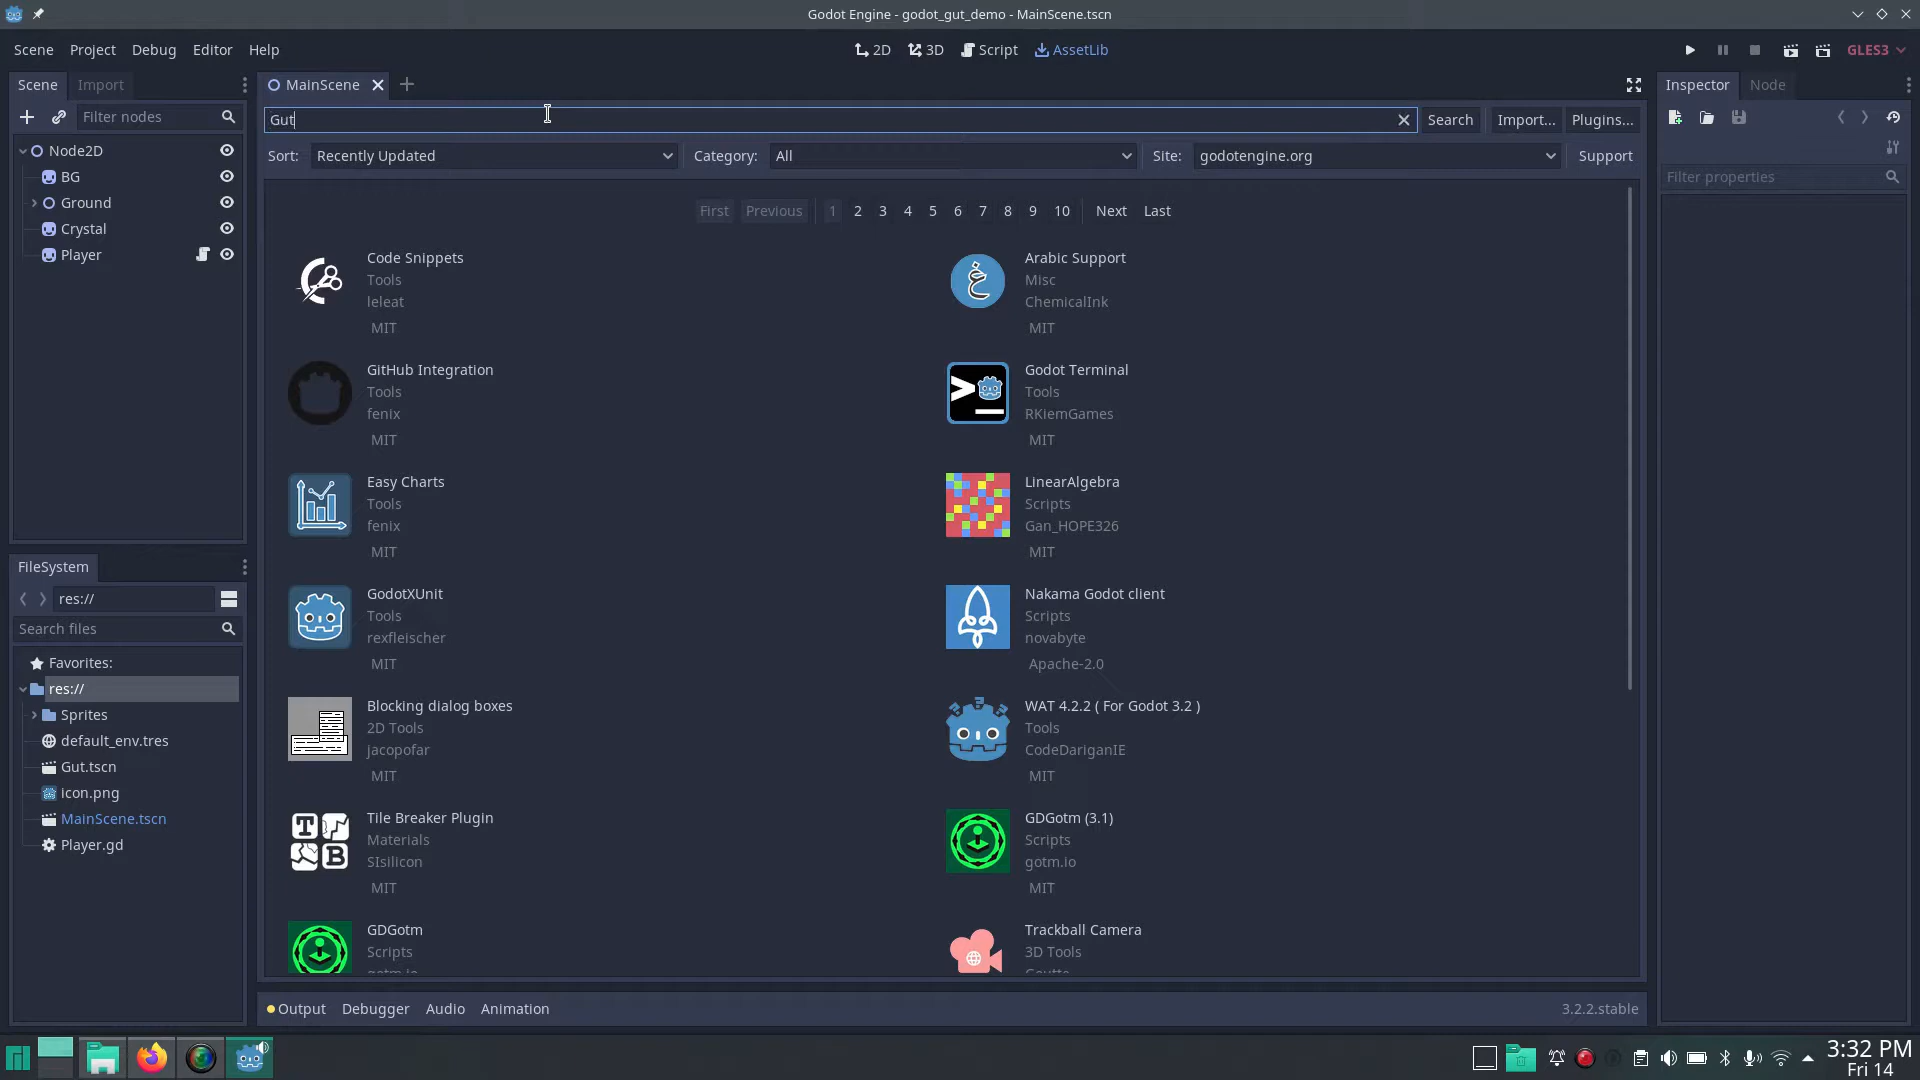 Godot Engine - godot_gut_demo - MainScene.tscn
Scene Project Debug Editor Help
2D 3D Script AssetLib
GLES3
Scene Import
MainScene
Inspector Node
Filter nodes
Gut
Search Import... Plugins...
Node2D
BG
Ground
Crystal
Player
Sort: Recently Updated Category: All Site: godotengine.org Support
Filter properties
First Previous 1 2 3 4 5 6 7 8 9 10 Next Last
Code Snippets
Tools
leleat
MIT
Arabic Support
Misc
ChemicalInk
MIT
GitHub Integration
Tools
fenix
MIT
Godot Terminal
Tools
RKiemGames
MIT
Easy Charts
Tools
fenix
MIT
LinearAlgebra
Scripts
Gan_HOPE326
MIT
GodotXUnit
Tools
rexfleischer
MIT
Nakama Godot client
Scripts
novabyte
Apache-2.0
Blocking dialog boxes
2D Tools
jacopofar
MIT
WAT 4.2.2 ( For Godot 3.2 )
Tools
CodeDariganIE
MIT
Tile Breaker Plugin
Materials
SIsilicon
MIT
GDGotm (3.1)
Scripts
gotm.io
MIT
GDGotm
Scripts
gotm.io
Trackball Camera
3D Tools
FileSystem
res://
Search files
Favorites:
res://
Sprites
default_env.tres
Gut.tscn
icon.png
MainScene.tscn
Player.gd
Output Debugger Audio Animation
3.2.2.stable
3:32 PM
Fri 14